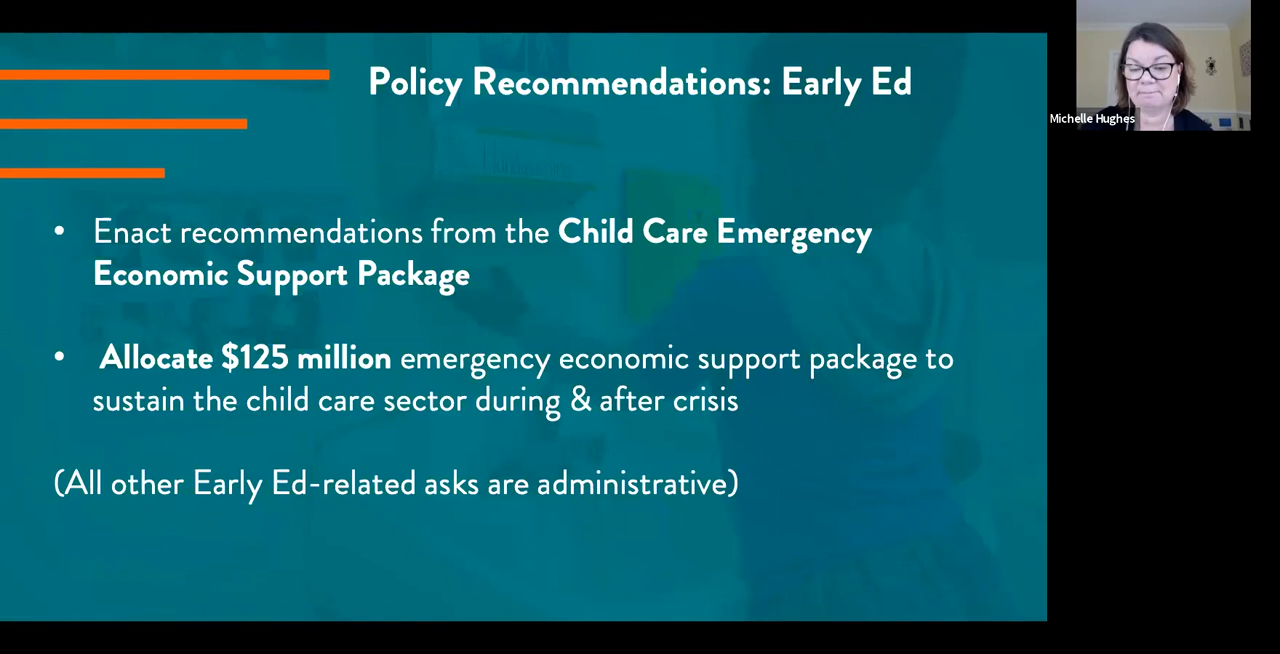 Policy Recommendations: Early Ed
Michelle Hughes
• Enact recommendations from the Child Care Emergency
Economic Support Package
• Allocate $125 million emergency economic support package to
sustain the child care sector during & after crisis
(All other Early Ed-related asks are administrative)